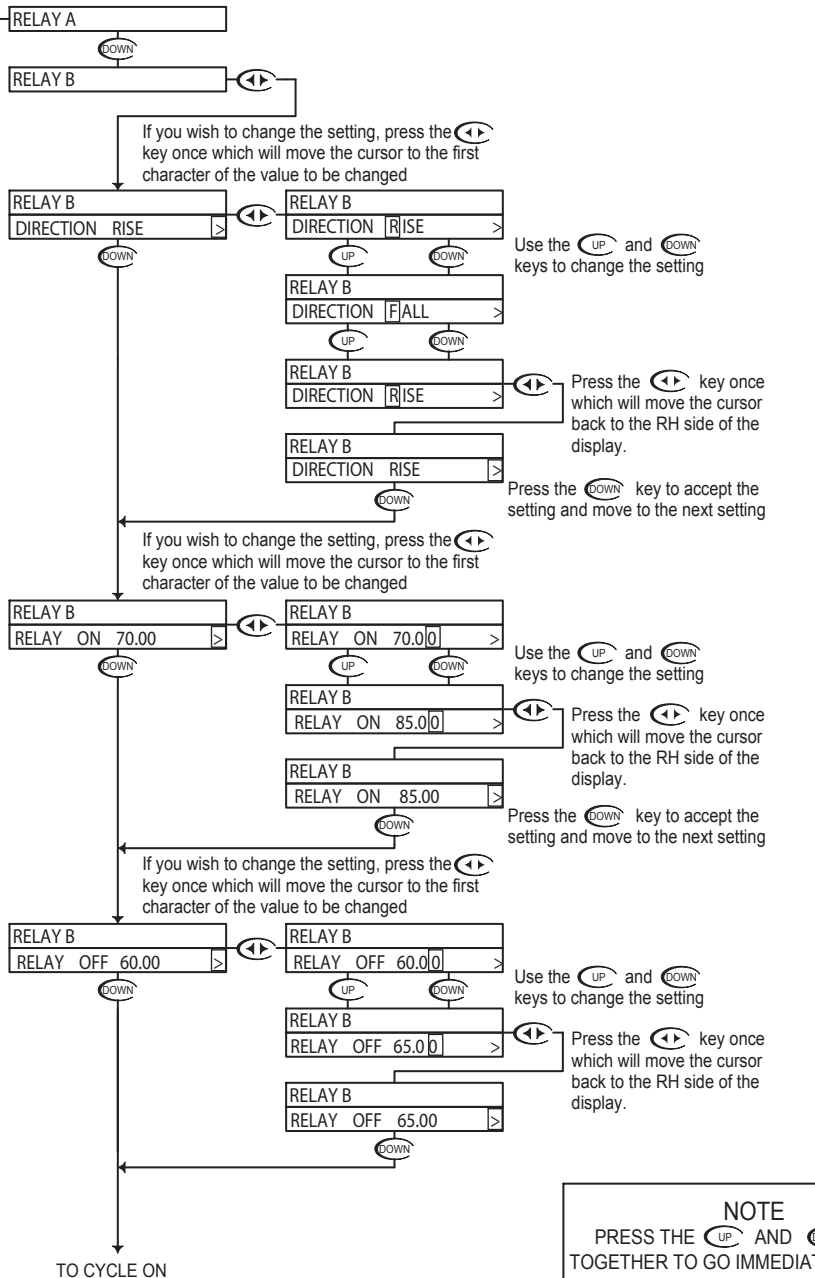 RELAY A
DOWN
RELAY B
If you wish to change the setting, press the
key once which will move the cursor to the first
character of the value to be changed
RELAY B
DIRECTION RISE >
DOWN
RELAY B
DIRECTION RISE >
UP DOWN
Use the UP and DOWN
keys to change the setting
RELAY B
DIRECTION FALL >
UP DOWN
RELAY B
DIRECTION RISE >
Press the key once
which will move the cursor
back to the RH side of the
display.
RELAY B
DIRECTION RISE >
DOWN
Press the DOWN key to accept the
setting and move to the next setting
If you wish to change the setting, press the
key once which will move the cursor to the first
character of the value to be changed
RELAY B
RELAY ON 70.00 >
DOWN
RELAY B
RELAY ON 70.00 >
UP DOWN
Use the UP and DOWN
keys to change the setting
RELAY B
RELAY ON 85.00 >
Press the key once
which will move the cursor
back to the RH side of the
display.
RELAY B
RELAY ON 85.00 >
DOWN
Press the DOWN key to accept the
setting and move to the next setting
If you wish to change the setting, press the
key once which will move the cursor to the first
character of the value to be changed
RELAY B
RELAY OFF 60.00 >
DOWN
RELAY B
RELAY OFF 60.00 >
UP DOWN
Use the UP and DOWN
keys to change the setting
RELAY B
RELAY OFF 65.00 >
Press the key once
which will move the cursor
back to the RH side of the
display.
RELAY B
RELAY OFF 65.00 >
DOWN
TO CYCLE ON
NOTE
PRESS THE UP AND
TOGETHER TO GO